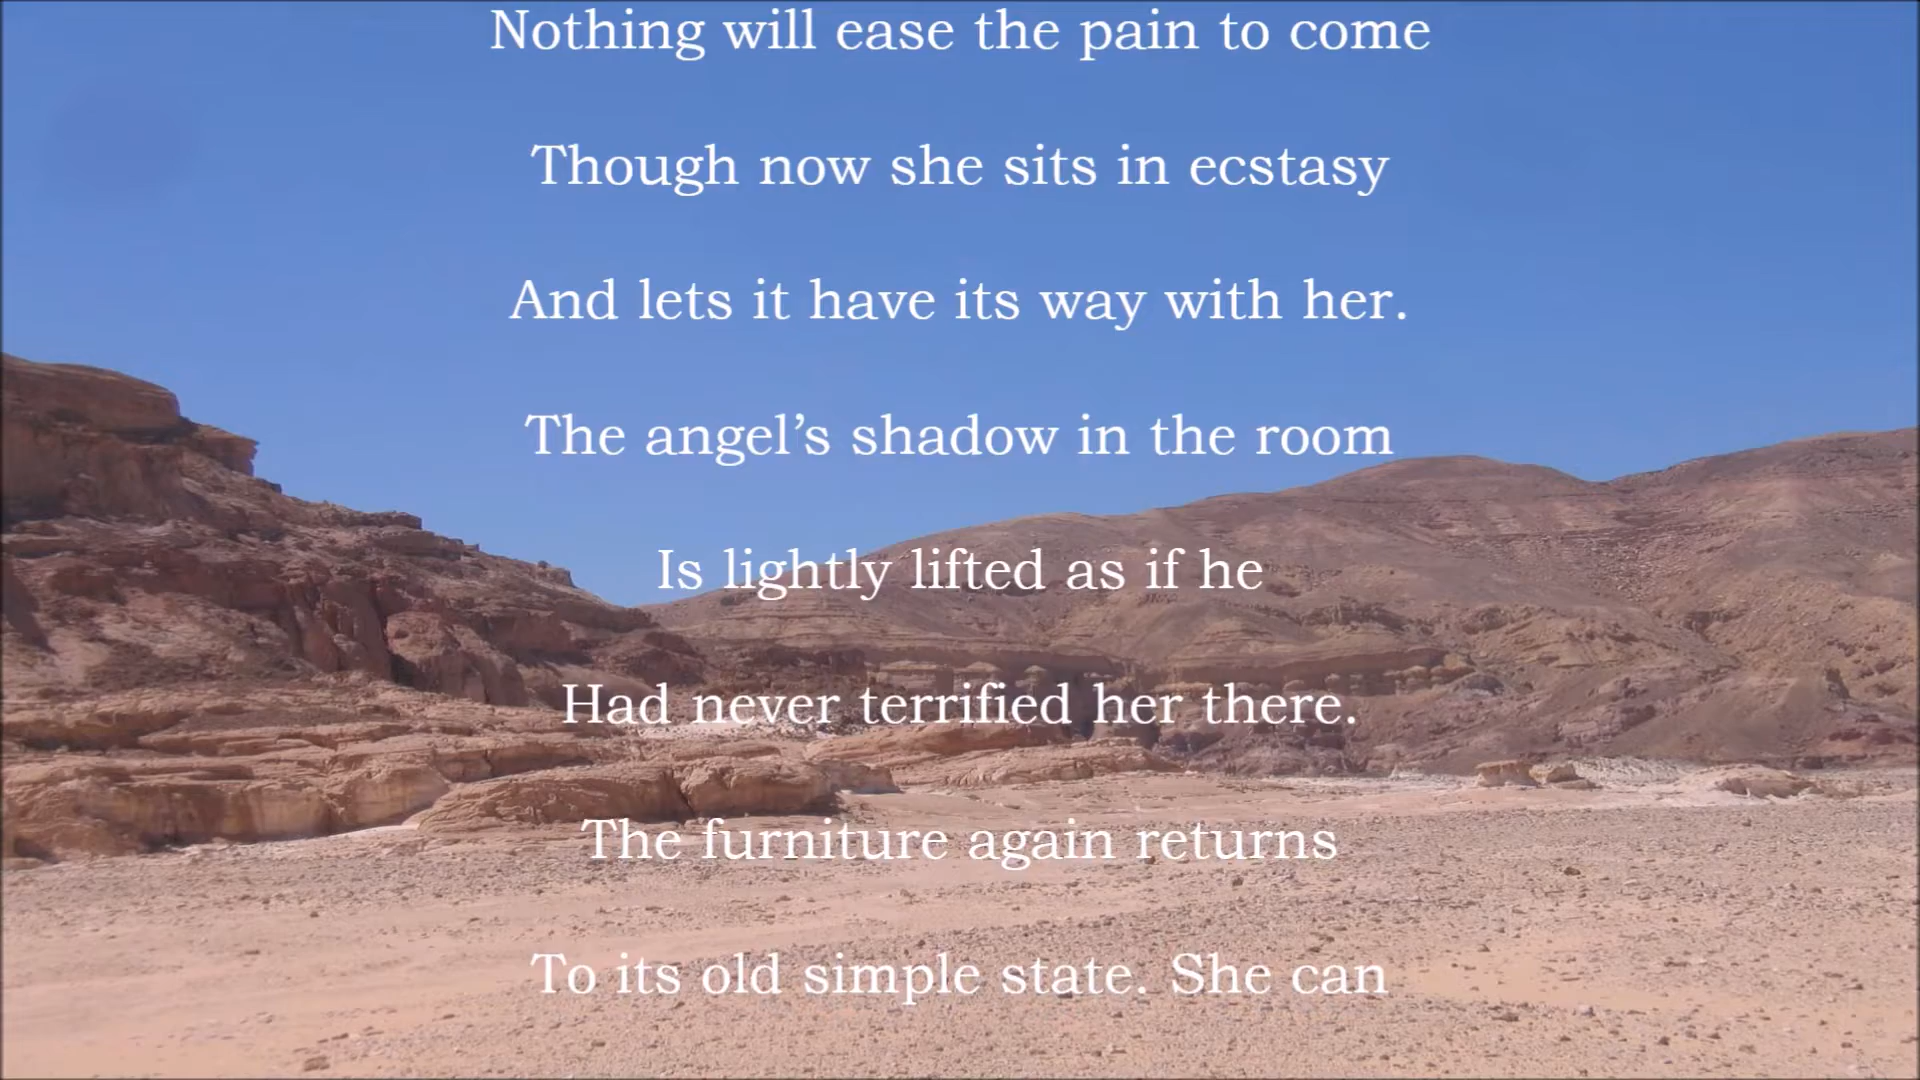 Nothing will ease the pain to come
Though now she sits in ecstasy
And lets it have its way with her.
The angel’s shadow in the room
Is lightly lifted as if he
Had never terrified her there.
The furniture again returns
To its old simple state. She can